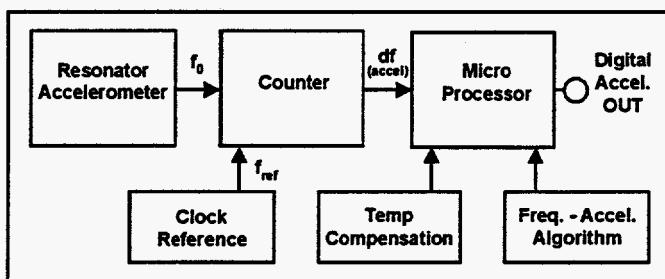 Resonator
Accelerometer
f0
Counter
df
(accel)
Micro
Processor
Digital
Accel.
OUT
fref
Clock
Reference
Temp
Compensation
Freq. - Accel.
Algorithm